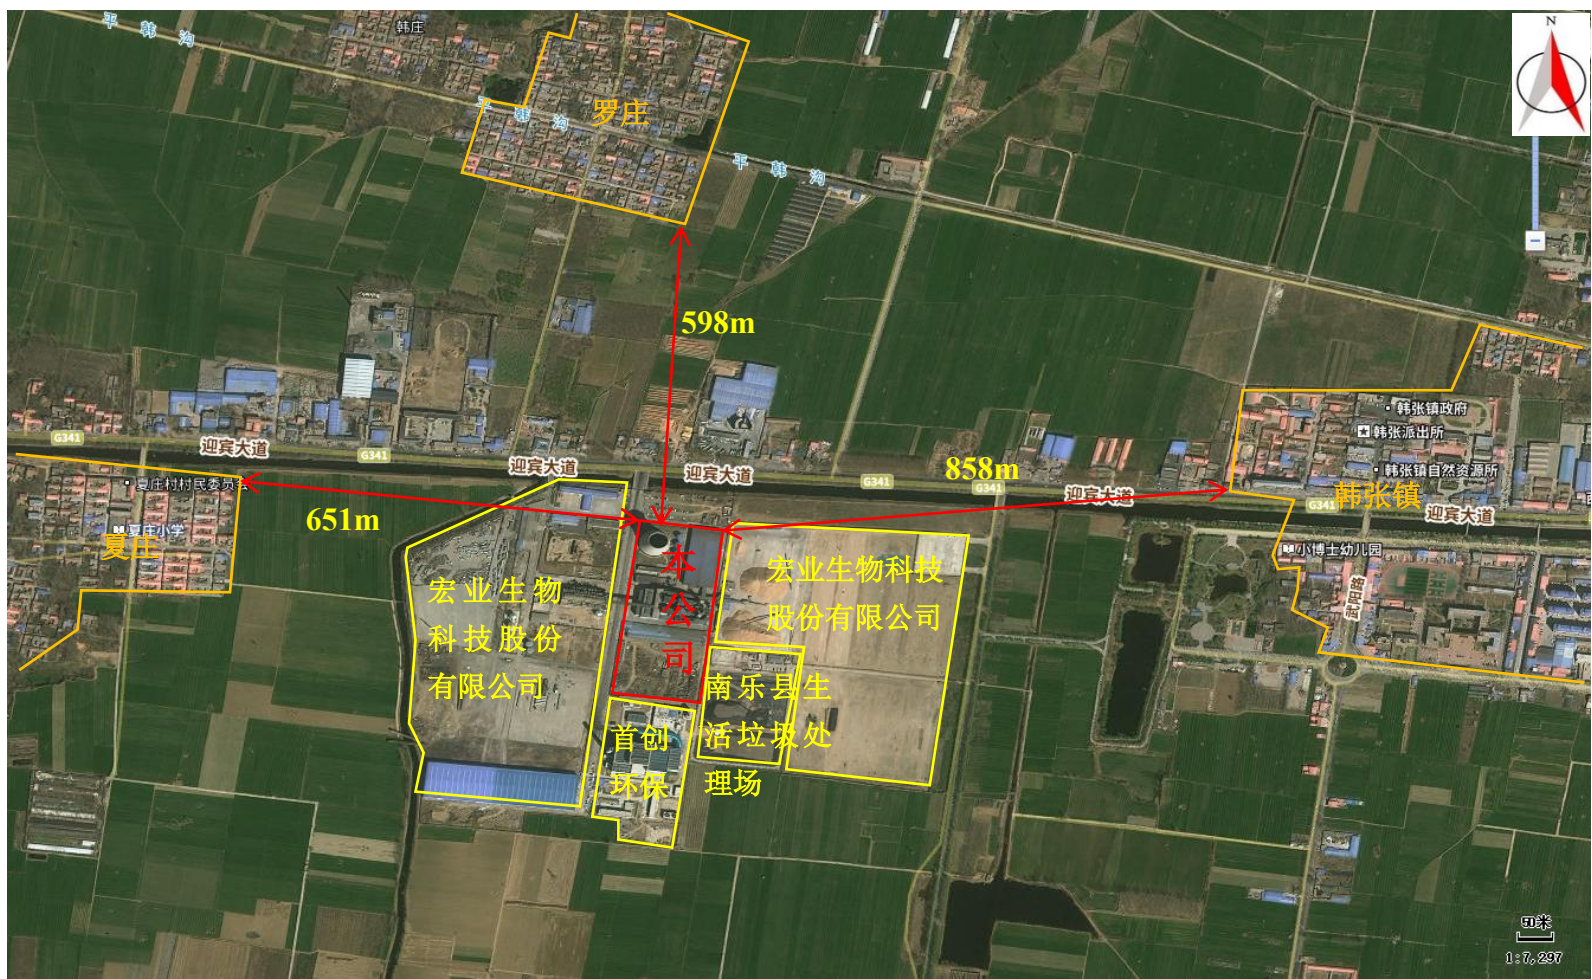 韩庄
N
平韩沟
平韩沟
罗庄
平韩沟
598m
韩张镇政府
韩张派出所
G341
迎宾大道
G341
迎宾大道
迎宾大道
G341
858m
G341
迎宾大道
韩张镇自然资源所
韩张镇
G341
迎宾大道
夏庄村村民委员会
651m
夏庄小学
夏庄
本
公
司
宏业生物
科技股份
有限公司
宏业生物科技
股份有限公司
小博士幼儿园
武阳路
南乐县生
活垃圾处
理场
首创
环保
50米
1:7,297